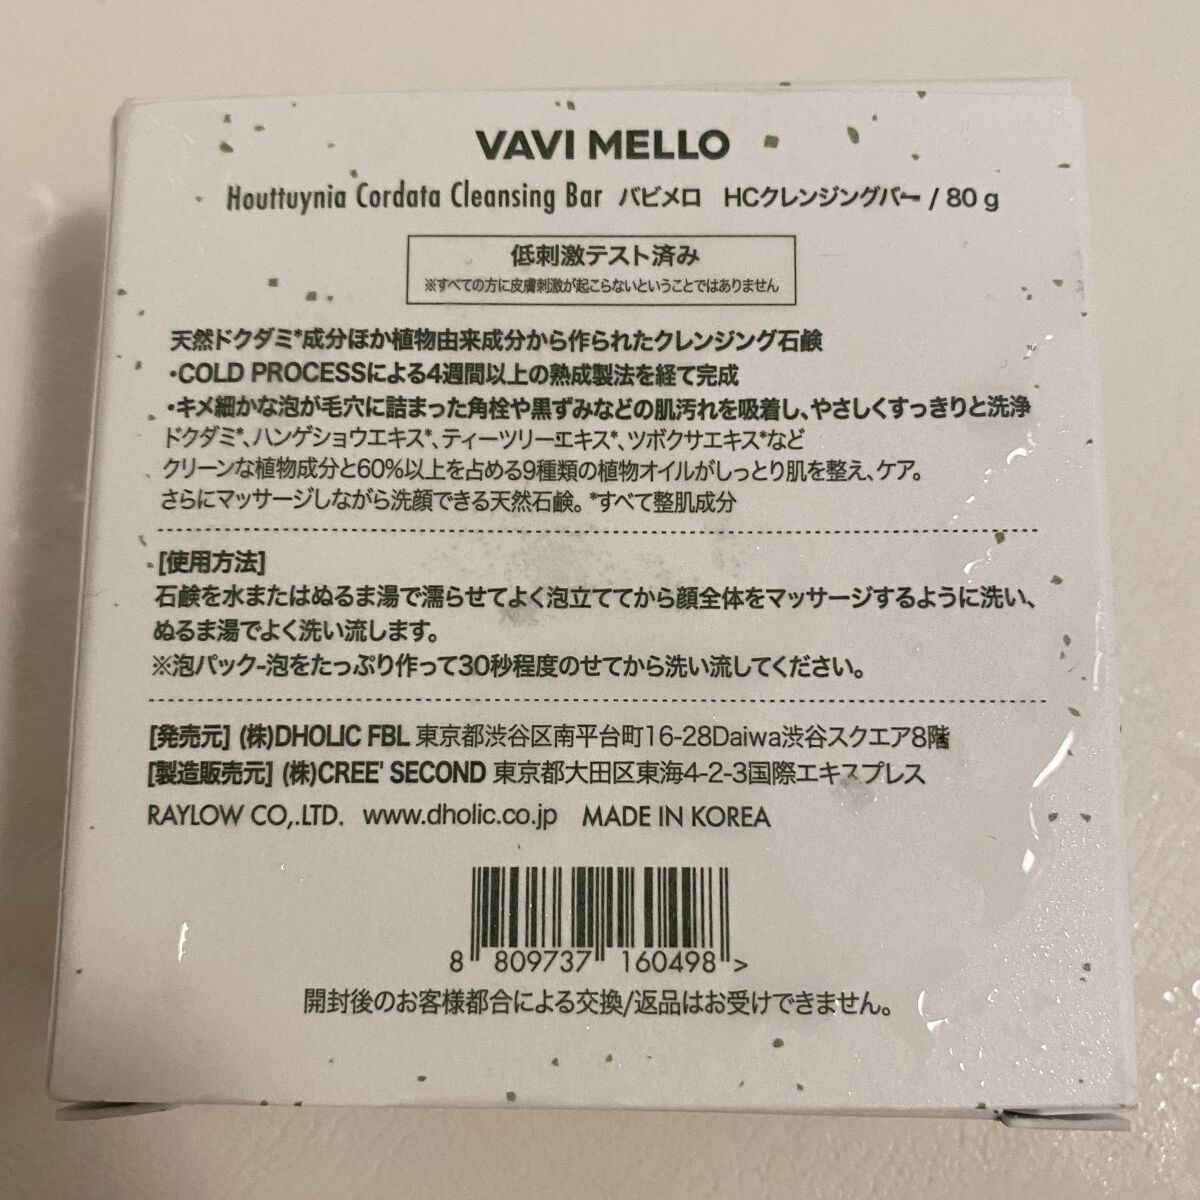 VAVI MELLO
Houttuynia Cordata Cleansing Bar バビメロ HCクレンジングバー / 80 g
低刺激テスト済み
※すべての方に皮膚刺激が起こらないということではありません
天然ドクダミ*成分ほか植物由来成分から作られたクレンジング石鹸
・COLD PROCESSによる4週間以上の熟成製法を経て完成
・キメ細かな泡が毛穴に詰まった角栓や黒ずみなどの肌汚れを吸着し、やさしくすっきりと洗浄
ドクダミ*、ハンゲショウエキス*、ティーツリーエキス*、ツボクサエキス*など
クリーンな植物成分と60%以上を占める9種類の植物オイルがしっとり肌を整え、ケア。
さらにマッサージしながら洗顔できる天然石鹸。 *すべて整肌成分
[使用方法]
石鹸を水またはぬるま湯で濡らせてよく泡立ててから顔全体をマッサージするように洗い、
ぬるま湯でよく洗い流します。
※泡パック-泡をたっぷり作って30秒程度のせてから洗い流してください。
[発売元] (株)DHOLIC FBL 東京都渋谷区南平台町16-28Daiwa渋谷スクエア8階
[製造販売元] (株)CREE' SECOND 東京都大田区東海4-2-3国際エキスプレス
RAYLOW CO,.LTD. www.dholic.co.jp MADE IN KOREA
8 809737 160498 >
開封後のお客様都合による交換/返品はお受けできません。